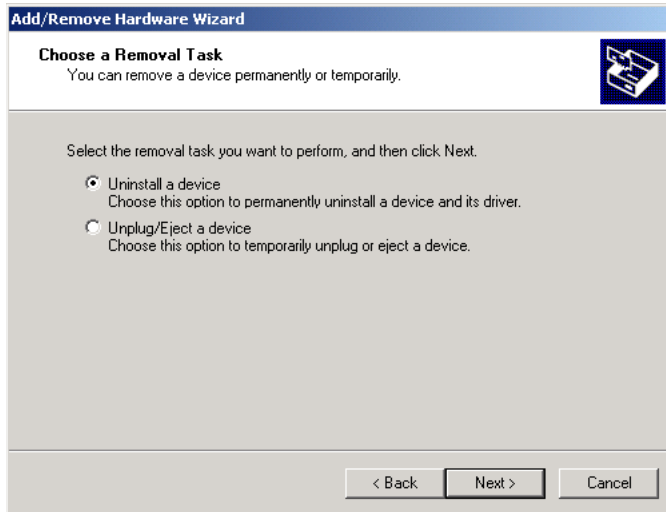 Add/Remove Hardware Wizard
Choose a Removal Task
You can remove a device permanently or temporarily.
Select the removal task you want to perform, and then click Next.
Uninstall a device
Choose this option to permanently uninstall a device and its driver.
Unplug/Eject a device
Choose this option to temporarily unplug or eject a device.
< Back Next > Cancel